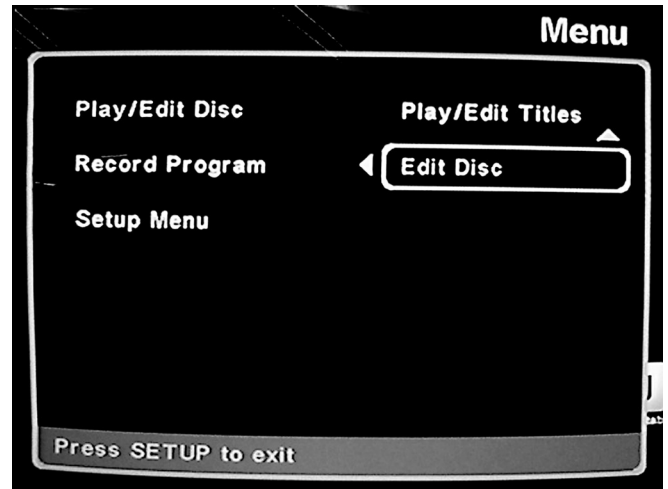 Menu
Play/Edit Disc
Play/Edit Titles
Record Program
Edit Disc
Setup Menu
Press SETUP to exit